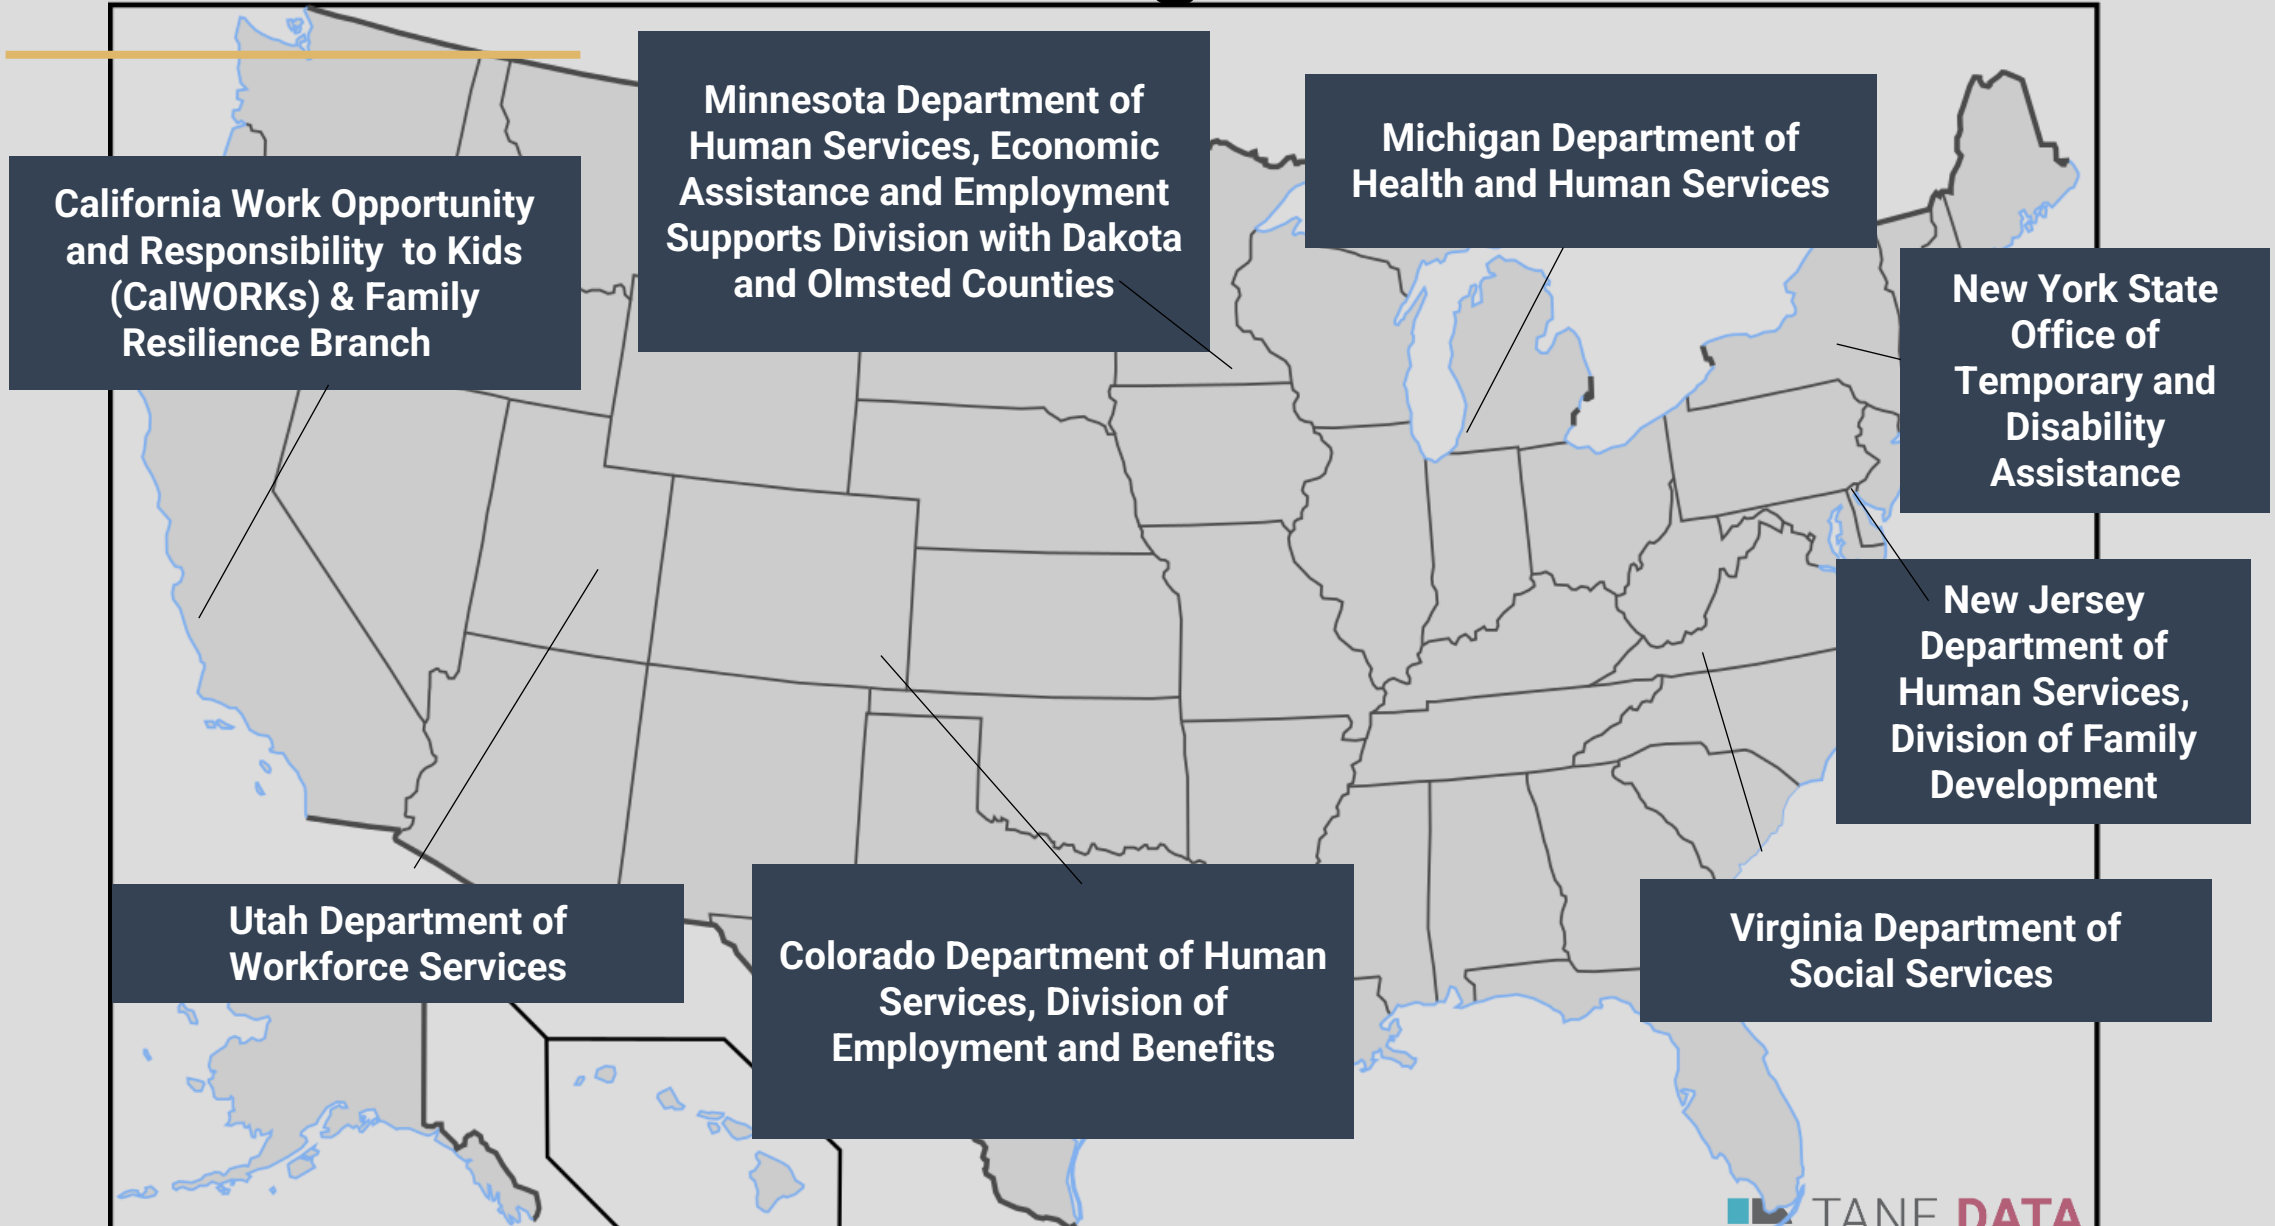 Minnesota Department of
Human Services, Economic
Assistance and Employment
Supports Division with Dakota
and Olmsted Counties
Michigan Department of
Health and Human Services
California Work Opportunity
and Responsibility  to Kids
(CalWORKs) & Family
Resilience Branch
New York State
Office of
Temporary and
Disability
Assistance
New Jersey
Department of
Human Services,
Division of Family
Development
Utah Department of
Workforce Services
Colorado Department of Human
Services, Division of
Employment and Benefits
Virginia Department of
Social Services
TANF DATA